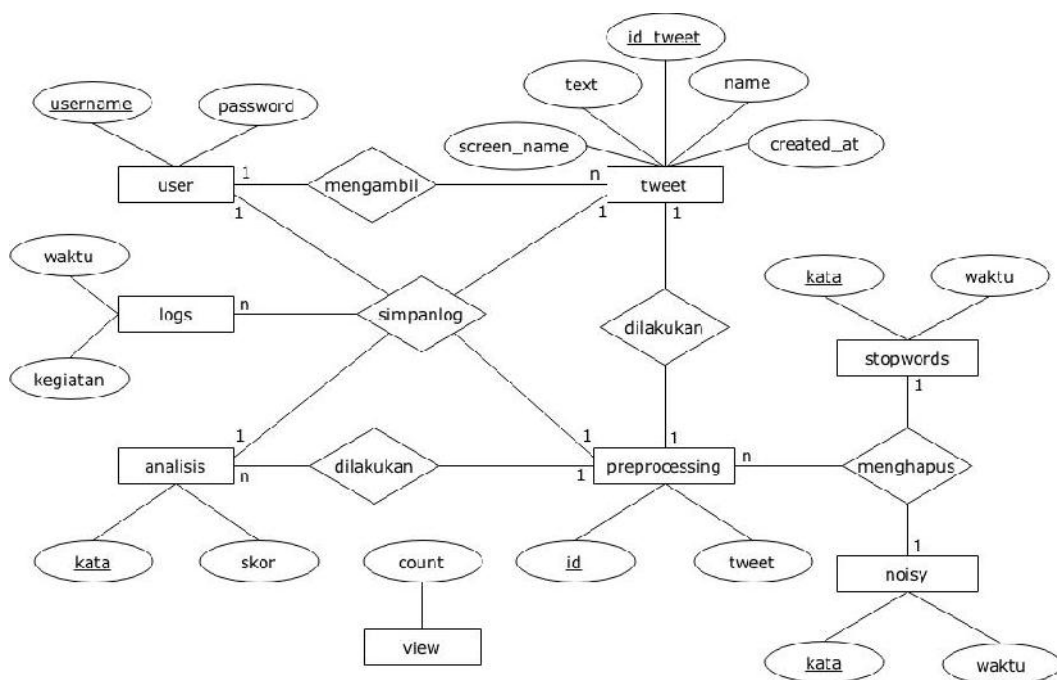 id_tweet
text
name
username
password
screen_name
created_at
user
1
mengambil
n
tweet
1
1
1
waktu
kata
waktu
logs
n
simpanlog
dilakukan
stopwords
kegiatan
1
1
1
1
analisis
n
dilakukan
1
preprocessing
n
menghapus
kata
skor
count
id
tweet
1
noisy
view
kata
waktu